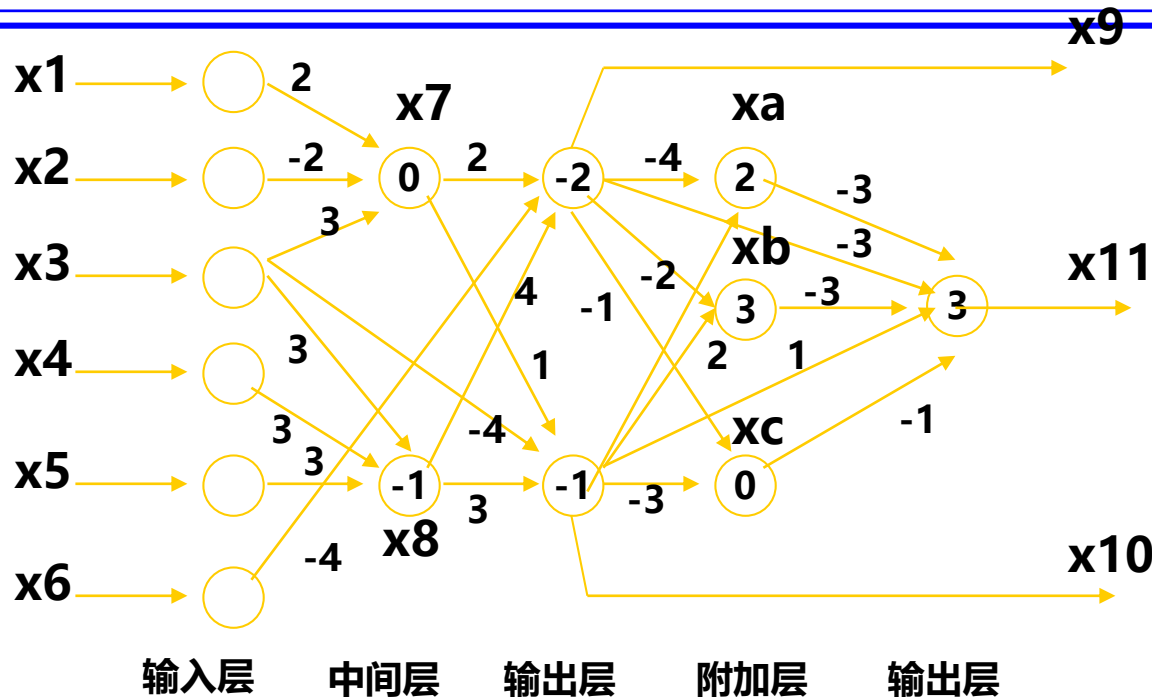 x9
x1 2
x7 xa
x2 -2 0 2 -2 -4 2 -3
3 -3
x3 xb x11
-2 3 -3 3
4 -1
3 2 1
x4 1
3 -4 xc -1
x5 3 -1 3 -1 -3 0
x8
-4 x10
x6
输入层 中间层 输出层 附加层 输出层